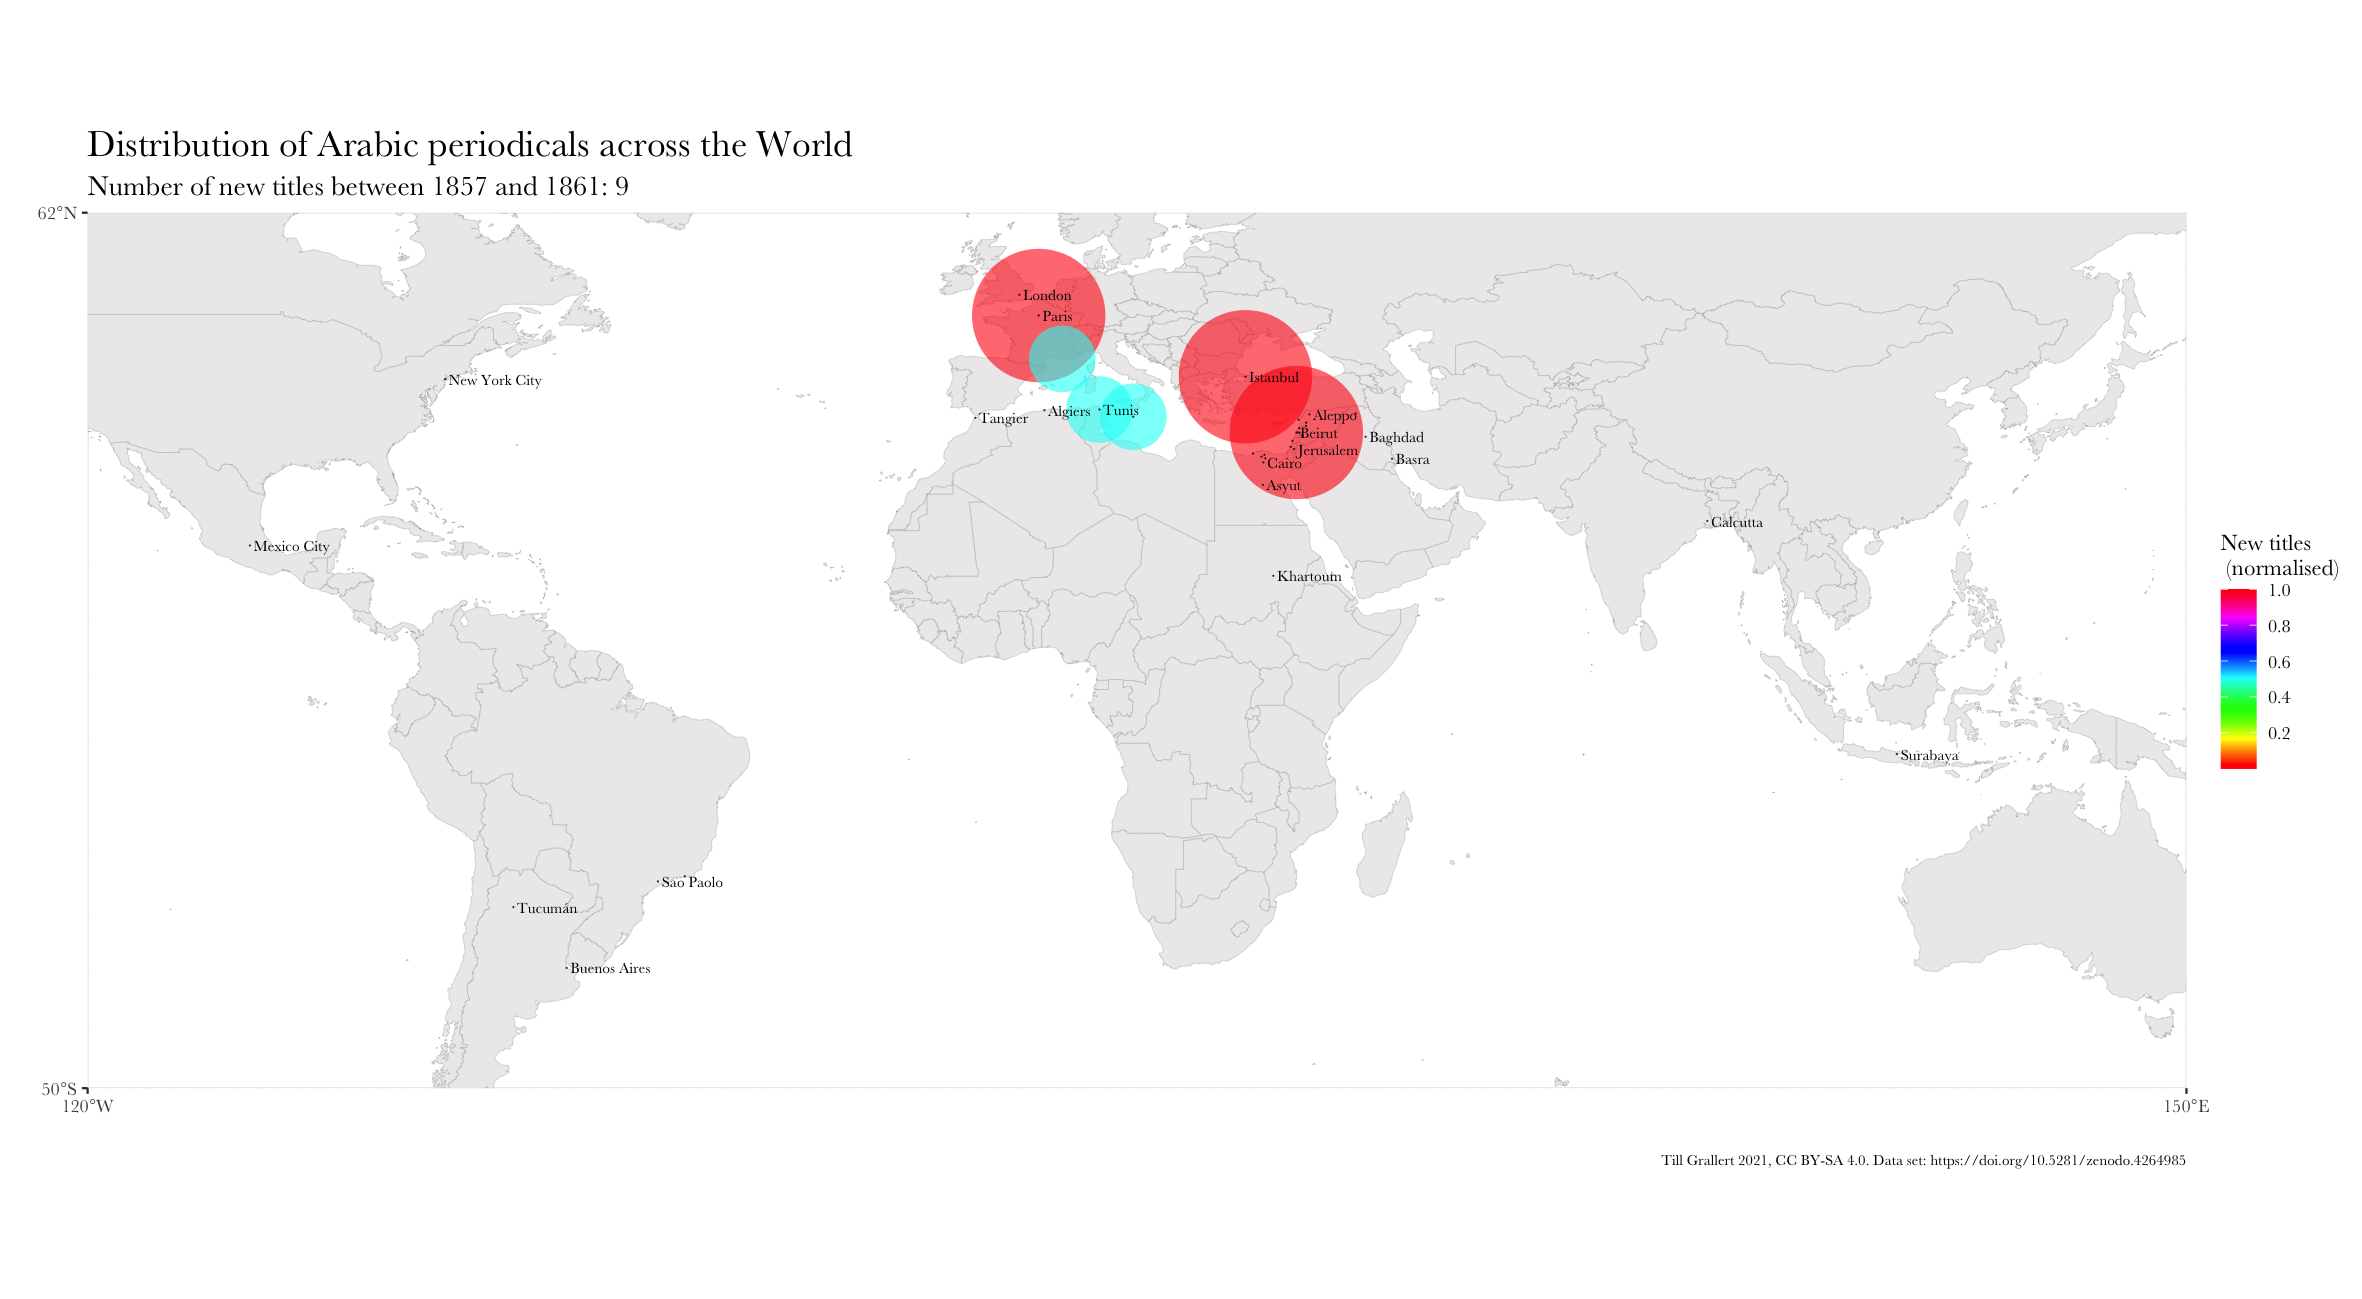 Distribution of Arabic periodicals across the World
Number of new titles between 1857 and 1861: 9
62°N
London
Paris
New York City
Istanbul
Tangier
Algiers
Tunis
Aleppo
Beirut
Baghdad
Jerusalem
Basra
Cairo
Asyut
Calcutta
Mexico City
Khartoum
New titles
(normalised)
1.0
0.8
0.6
0.4
0.2
Surabaya
Sao Paolo
Tucumán
Buenos Aires
50°S
120°W
150°E
Till Grallert 2021, CC BY-SA 4.0. Data set: https://doi.org/10.5281/zenodo.4264985